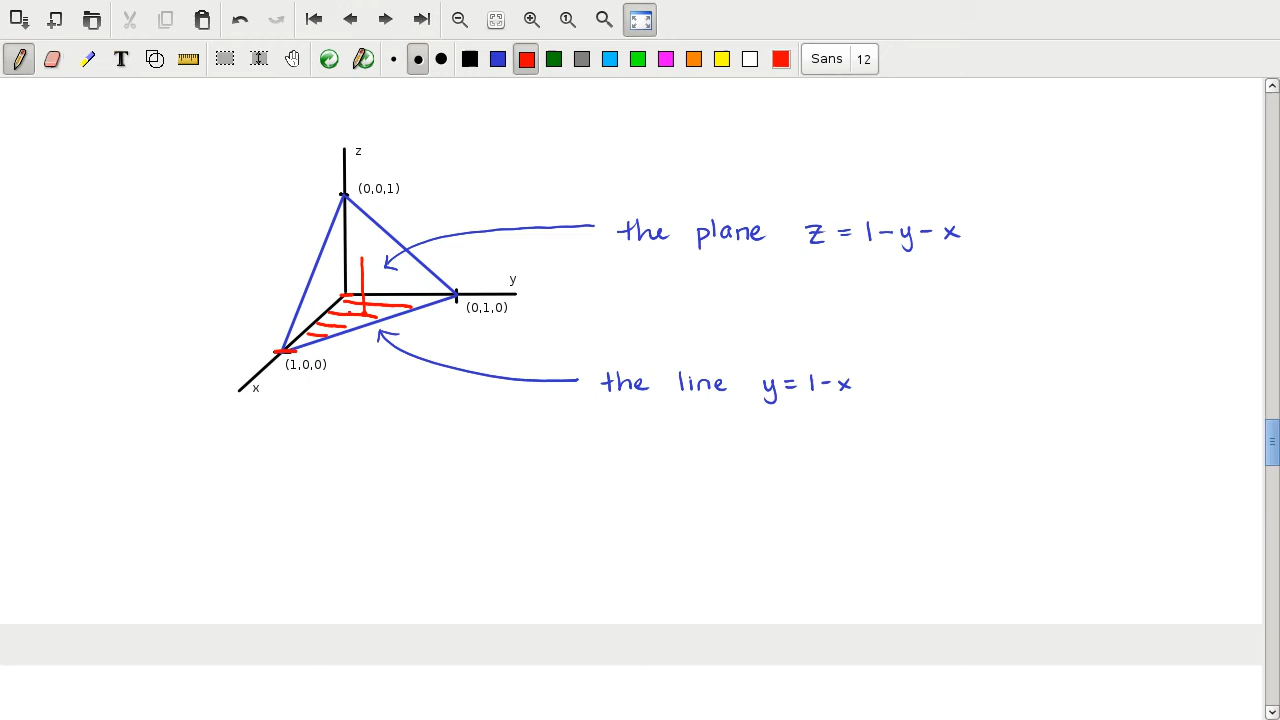 Sans 12
z
(0,0,1)
the plane z = 1 - y - x
y
(0,1,0)
(1,0,0)
x
the line y = 1 - x